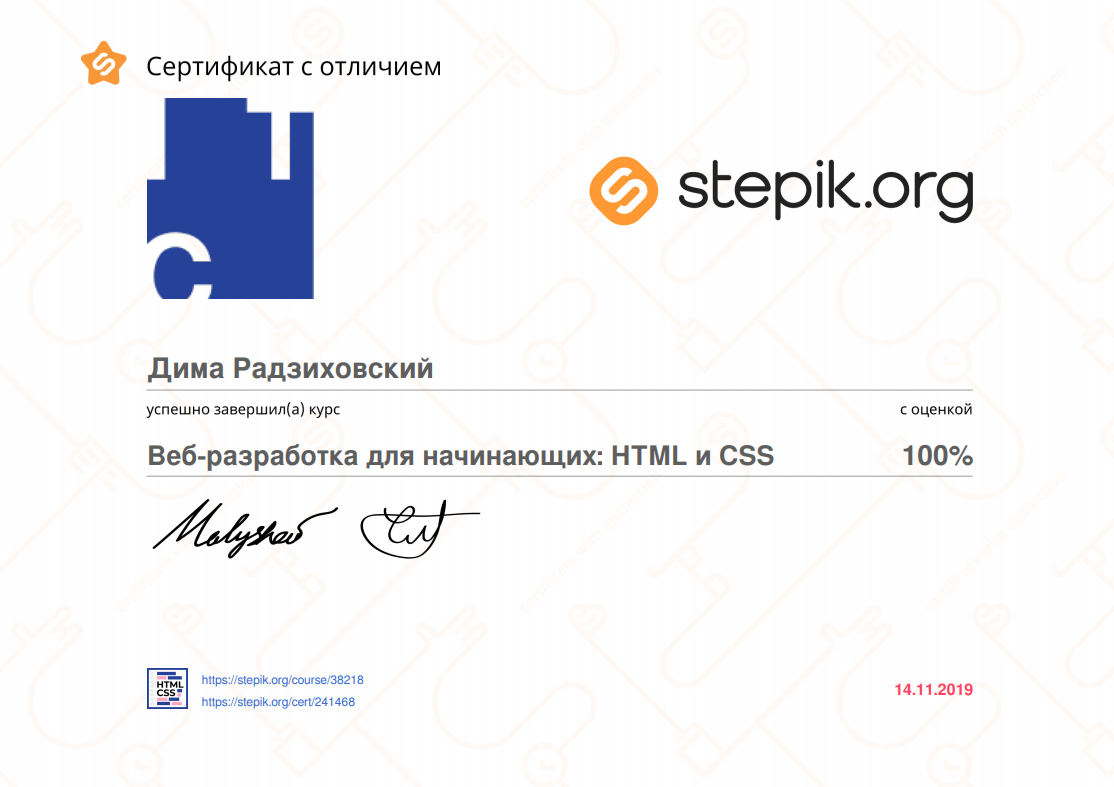 Сертификат с отличием
T
C
stepik.org
Дима Радзиховский
успешно завершил(а) курс
с оценкой
Веб-разработка для начинающих: HTML и CSS
100%
Malyshev
HTML
CSS
https://stepik.org/course/38218
https://stepik.org/cert/241468
14.11.2019